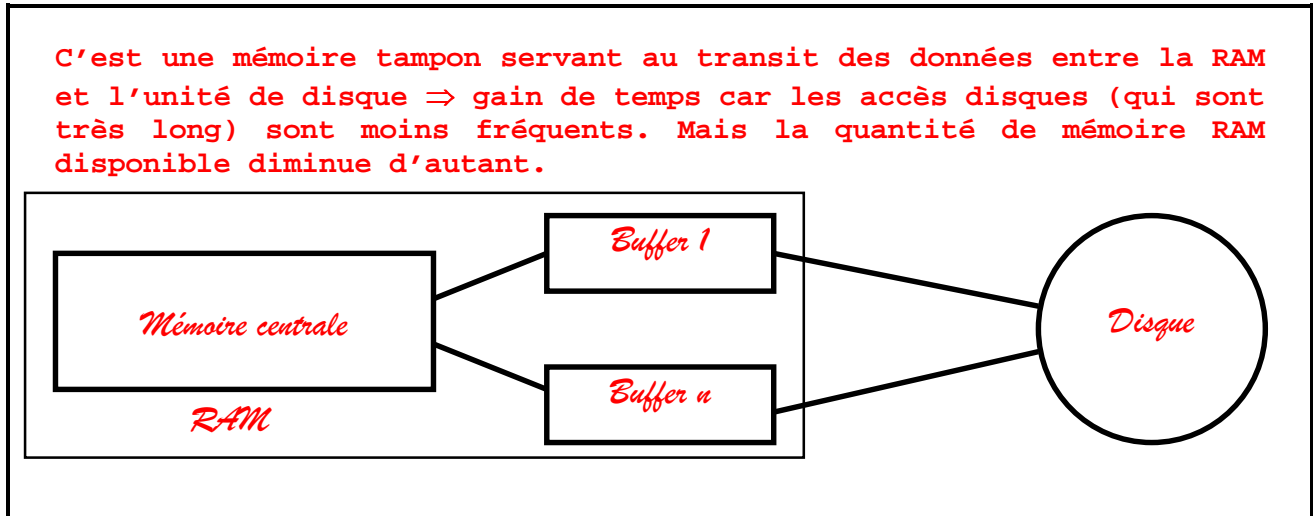 C’est une mémoire tampon servant au transit des données entre la RAM
et l’unité de disque ⇒ gain de temps car les accès disques (qui sont
très long) sont moins fréquents. Mais la quantité de mémoire RAM
disponible diminue d’autant.
Buffer 1
Mémoire centrale
Disque
Buffer n
RAM